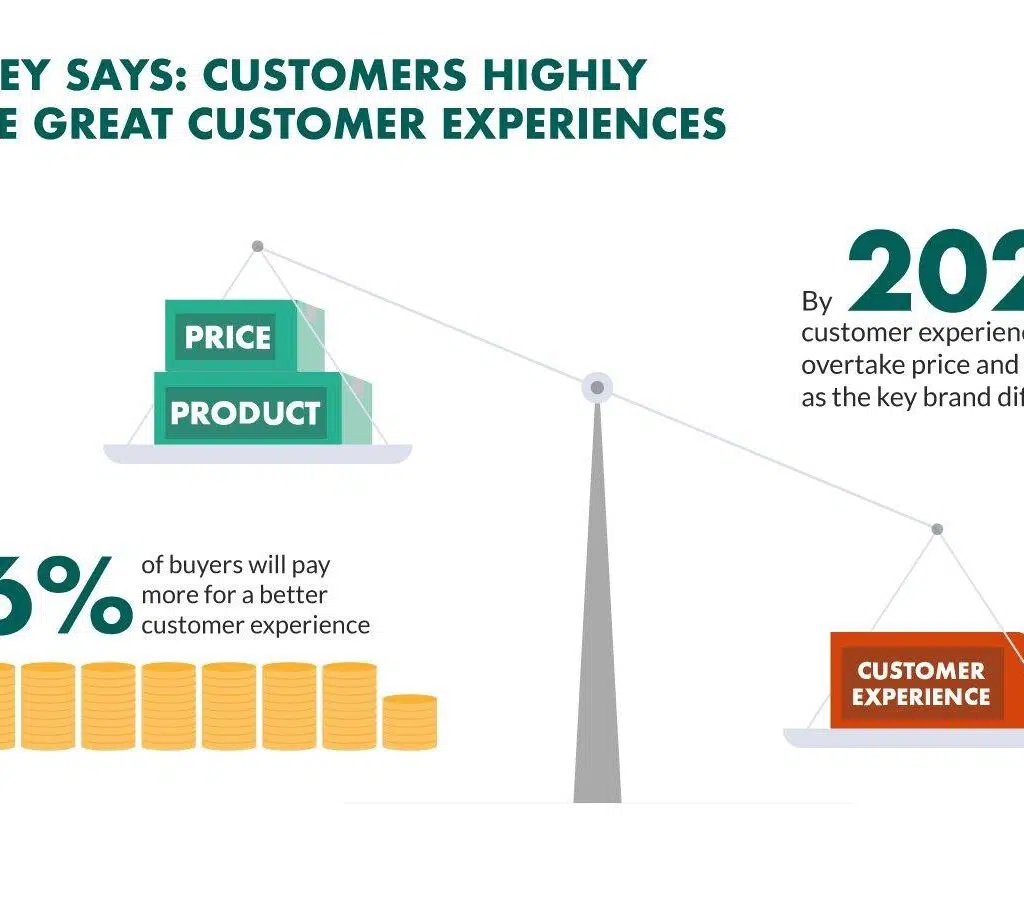 EY SAYS: CUSTOMERS HIGHLY
E GREAT CUSTOMER EXPERIENCES
PRICE
PRODUCT
By 202
customer experienc
overtake price and
as the key brand dif
6% of buyers will pay
more for a better
customer experience
CUSTOMER
EXPERIENCE